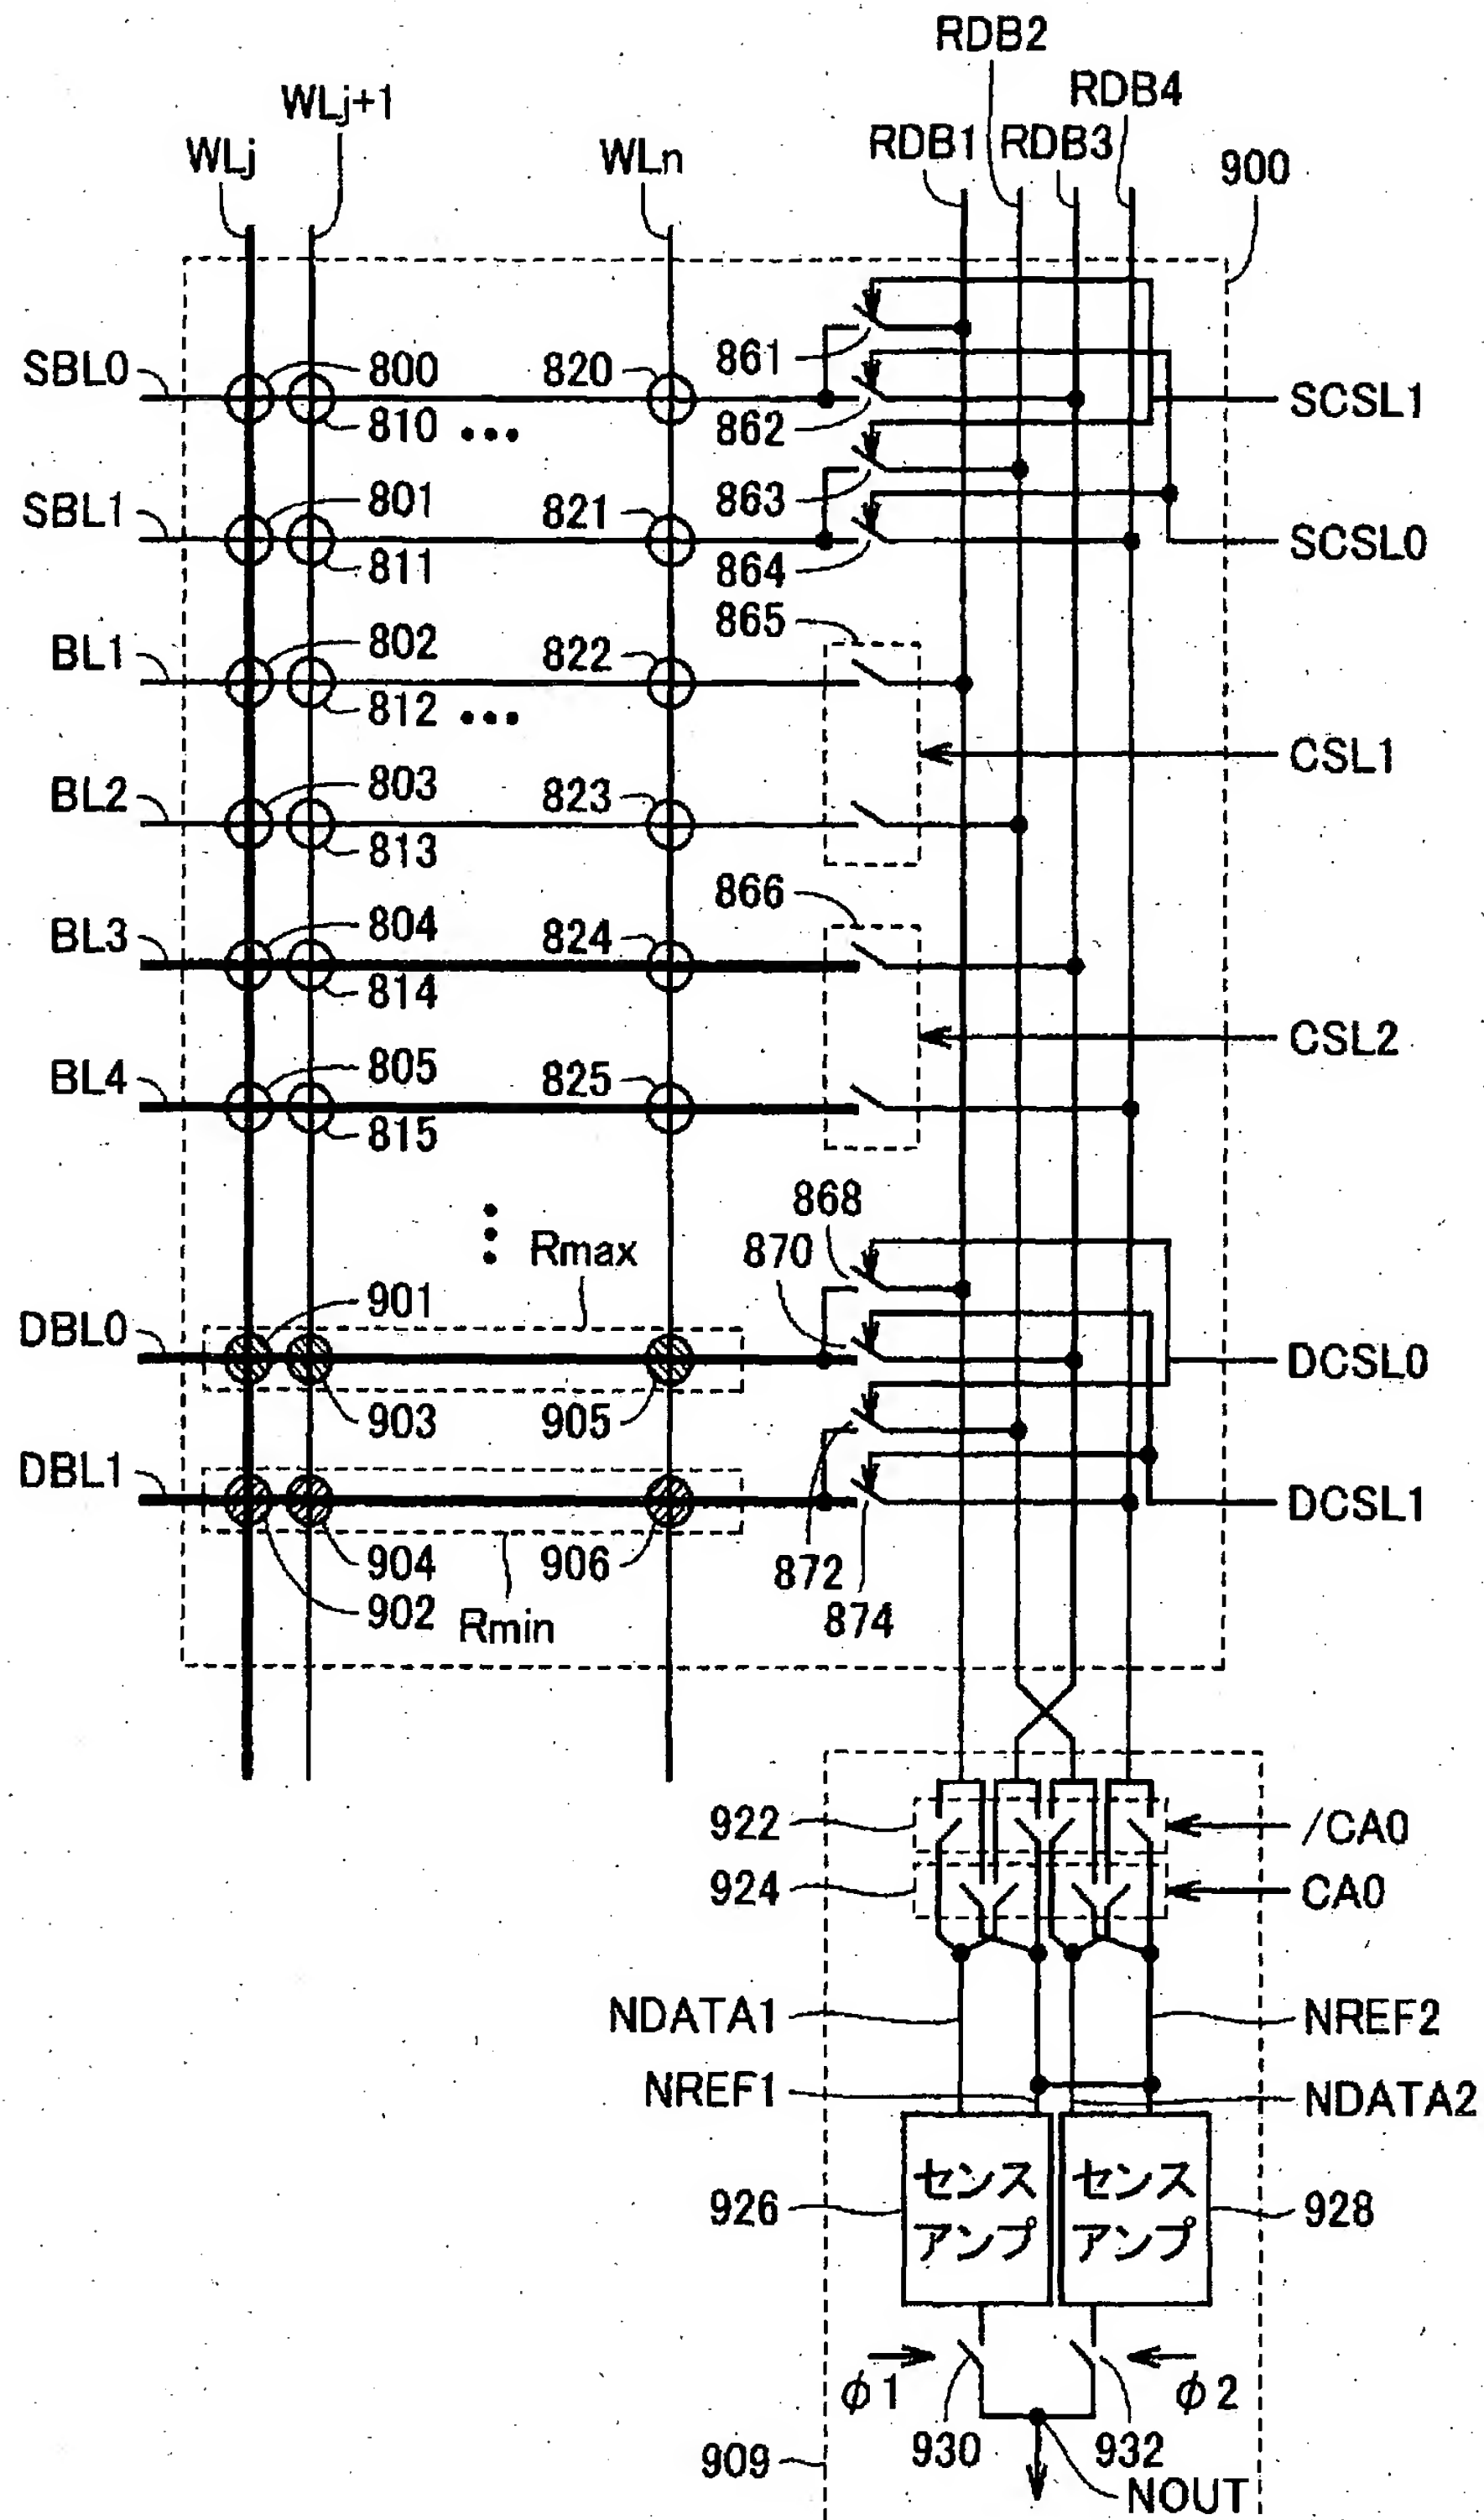 RDB2
RDB4
WLj+1
WLj
WLn
RDB1
RDB3
900
SBL0
800
820
861
SCSL1
810
•••
862
SBL1
801
821
863
SCSL0
811
864
865
BL1
802
822
812
•••
CSL1
BL2
803
823
813
866
BL3
804
824
814
CSL2
BL4
805
825
815
868
Rmax
870
901
DBL0
DCSL0
903
905
DBL1
DCSL1
904
906
872
902
Rmin
874
922
/CA0
924
CA0
NDATA1
NREF2
NREF1
NDATA2
926
センス
アンプ
センス
アンプ
928
φ1
φ2
930
932
909
NOUT